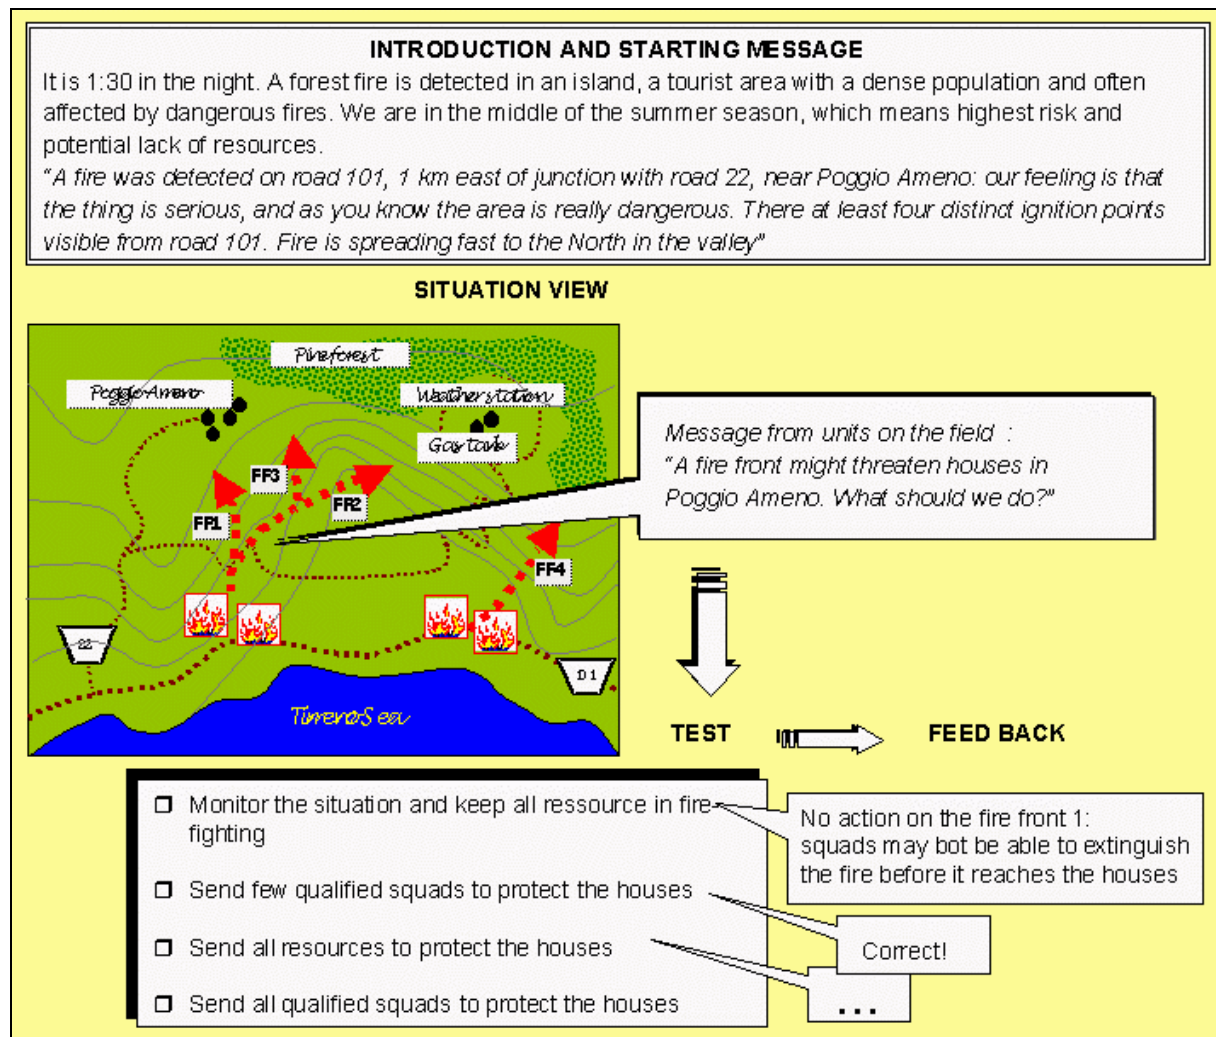 INTRODUCTION AND STARTING MESSAGE
It is 1:30 in the night. A forest fire is detected in an island, a tourist area with a dense population and often
affected by dangerous fires. We are in the middle of the summer season, which means highest risk and
potential lack of resources.
"A fire was detected on road 101, 1 km east of junction with road 22, near Poggio Ameno: our feeling is that
the thing is serious, and as you know the area is really dangerous. There at least four distinct ignition points
visible from road 101. Fire is spreading fast to the North in the valley"
SITUATION VIEW
Pineforest
Poggio Ameno
Weather station
Gas tank
FF3
FF1
FR2
FF4
22
D1
Tirreno Sea
Message from units on the field :
"A fire front might threaten houses in
Poggio Ameno. What should we do?"
TEST
FEED BACK
❒ Monitor the situation and keep all ressource in fire
fighting
❒ Send few qualified squads to protect the houses
❒ Send all resources to protect the houses
❒ Send all qualified squads to protect the houses
No action on the fire front 1:
squads may bot be able to extinguish
the fire before it reaches the houses
Correct!
...